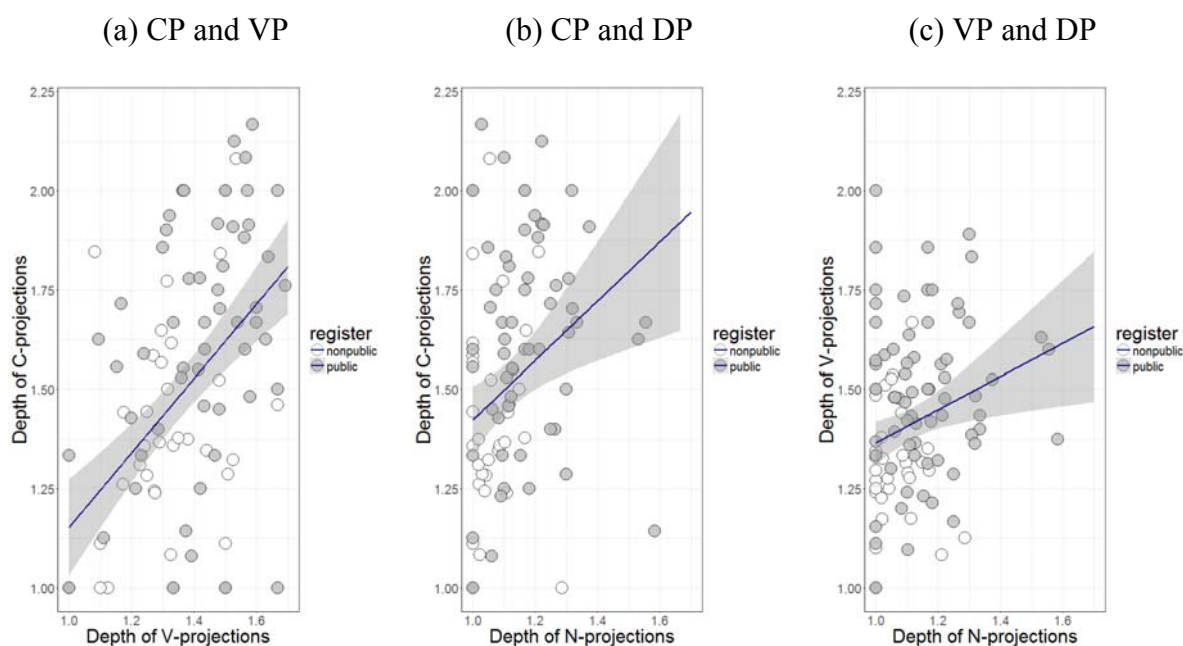 (a) CP and VP
(b) CP and DP
(c) VP and DP
2.25
2.00
1.75
1.50
1.25
1.00
Depth of C-projections
1.0 1.2 1.4 1.6
Depth of V-projections
register
nonpublic
public
2.25
2.00
1.75
1.50
1.25
1.00
Depth of C-projections
1.0 1.2 1.4 1.6
Depth of N-projections
register
nonpublic
public
2.25
2.00
1.75
1.50
1.25
1.00
Depth of V-projections
1.0 1.2 1.4 1.6
Depth of N-projections
register
nonpublic
public